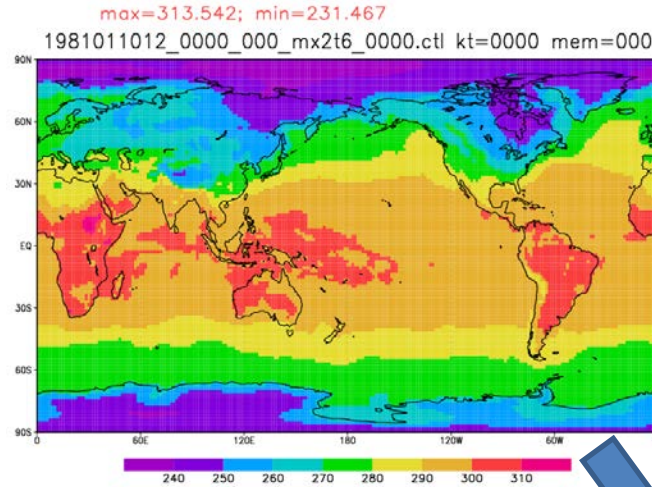 max=313.542; min=231.467
1981011012_0000_000_mx2t6_0000.ctl kt=0000 mem=000
90N
60N
30N
EQ
30S
60S
90S
0 60E 120E 180 120W 60W
240 250 260 270 280 290 300 310